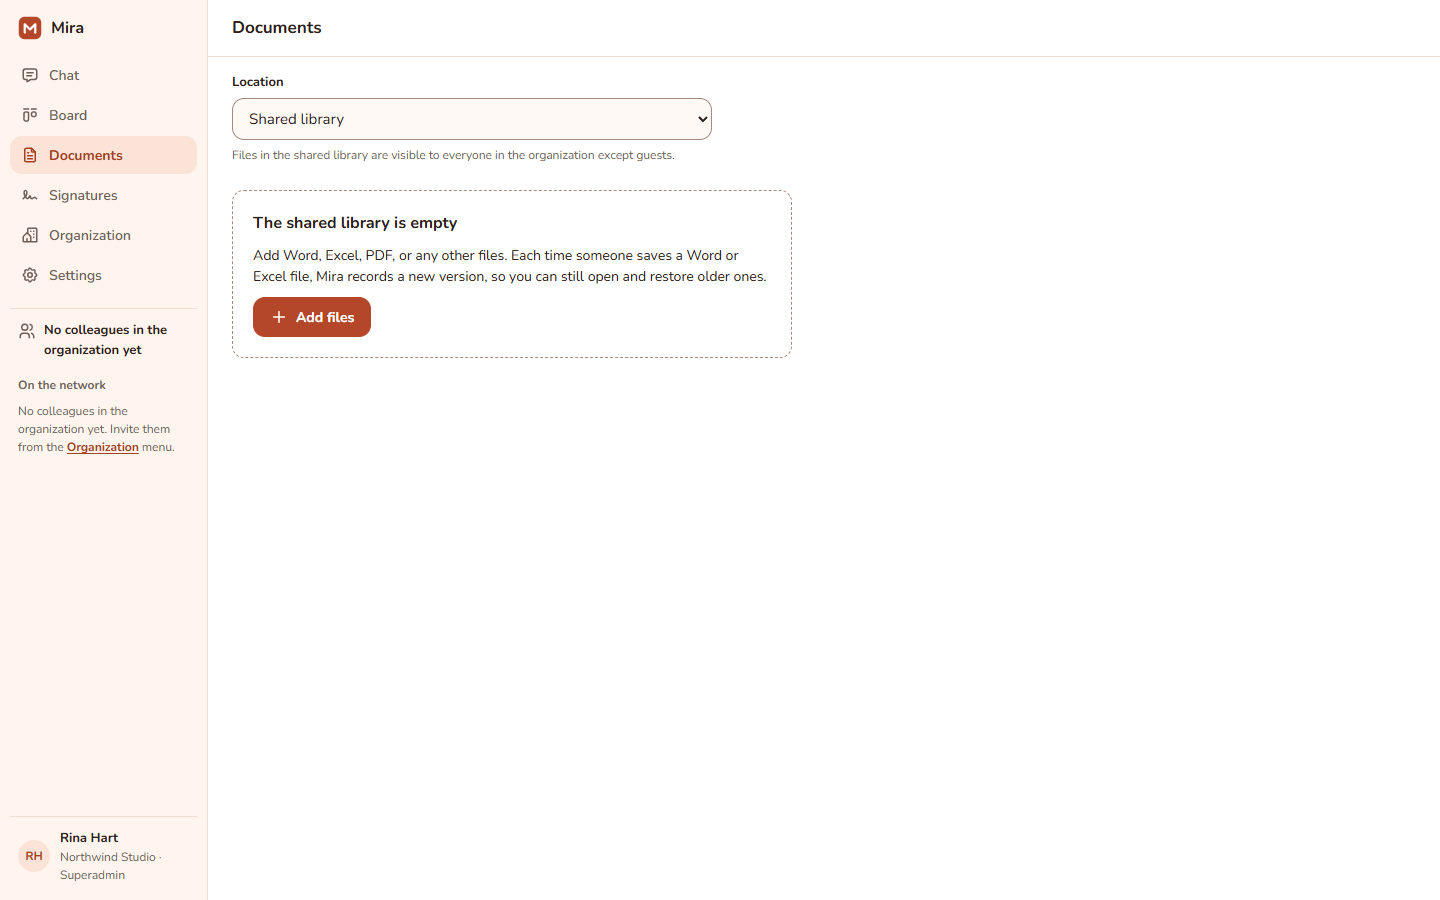 Mira
Chat
Board
Documents
Signatures
Organization
Settings
No colleagues in the
organization yet
On the network
No colleagues in the
organization yet. Invite them
from the Organization menu.
RH
Rina Hart
Northwind Studio ·
Superadmin
Documents
Location
Shared library
Files in the shared library are visible to everyone in the organization except guests.
The shared library is empty
Add Word, Excel, PDF, or any other files. Each time someone saves a Word or
Excel file, Mira records a new version, so you can still open and restore older ones.
Add files